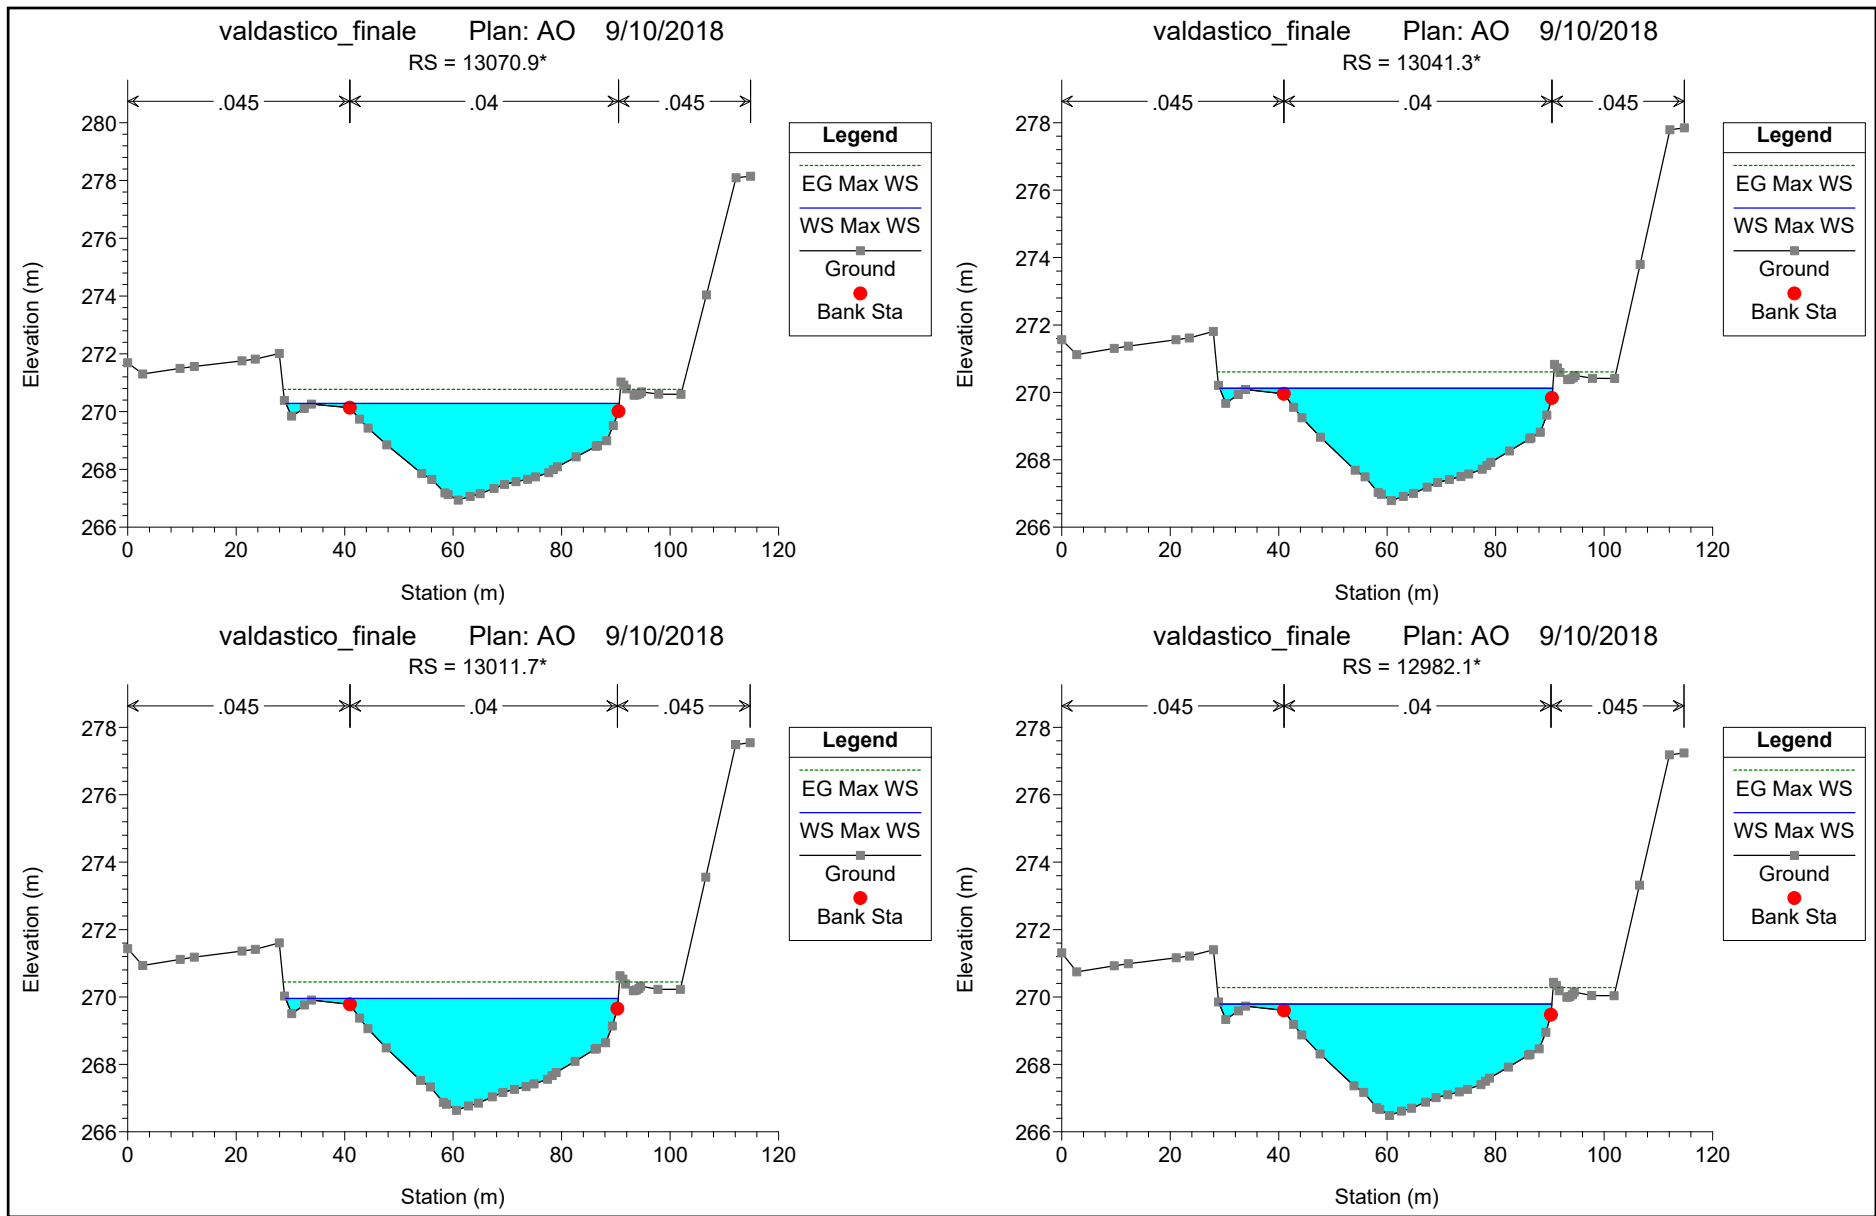 valdastico_finale Plan: AO 9/10/2018
RS = 13070.9*
.045 .04 .045
Elevation (m)
280
278
276
274
272
270
268
266
0 20 40 60 80 100 120
Station (m)
Legend
EG Max WS
WS Max WS
Ground
Bank Sta
valdastico_finale Plan: AO 9/10/2018
RS = 13041.3*
.045 .04 .045
Elevation (m)
278
276
274
272
270
268
266
0 20 40 60 80 100 120
Station (m)
Legend
EG Max WS
WS Max WS
Ground
Bank Sta
valdastico_finale Plan: AO 9/10/2018
RS = 13011.7*
.045 .04 .045
Elevation (m)
278
276
274
272
270
268
266
0 20 40 60 80 100 120
Station (m)
Legend
EG Max WS
WS Max WS
Ground
Bank Sta
valdastico_finale Plan: AO 9/10/2018
RS = 12982.1*
.045 .04 .045
Elevation (m)
278
276
274
272
270
268
266
0 20 40 60 80 100 120
Station (m)
Legend
EG Max WS
WS Max WS
Ground
Bank Sta